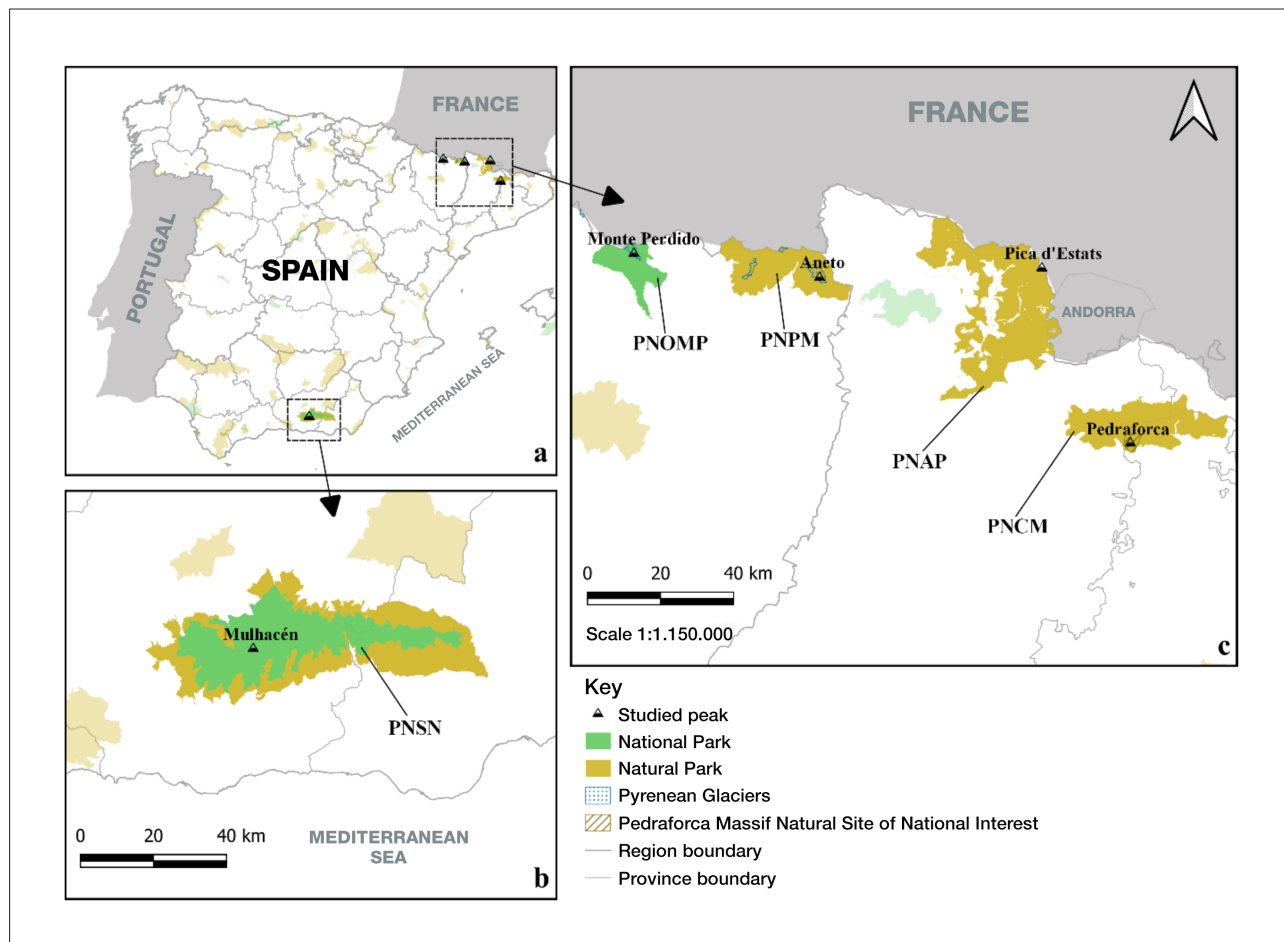 FRANCE
PORTUGAL
SPAIN
MEDITERRANEAN SEA
a
FRANCE
Monte Perdido
Aneto
Pica d'Estats
ANDORRA
PNOMP
PNPM
Pedraforca
PNAP
PNCM
0 20 40 km
Scale 1:1.150.000
c
Mulhacén
PNSN
0 20 40 km
MEDITERRANEAN
SEA
b
Key
Studied peak
National Park
Natural Park
Pyrenean Glaciers
Pedraforca Massif Natural Site of National Interest
Region boundary
Province boundary